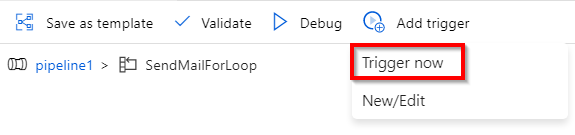 Save as template Validate Debug Add trigger
pipeline1 > SendMailForLoop
Trigger now
New/Edit